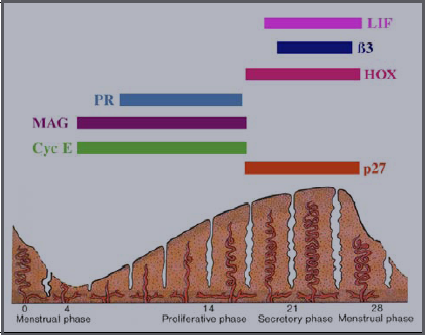 LIF
ß3
HOX
PR
MAG
Cyc E
p27
0 4 14 21 28
Menstrual phase Proliferative phase Secretory phase Menstrual phase